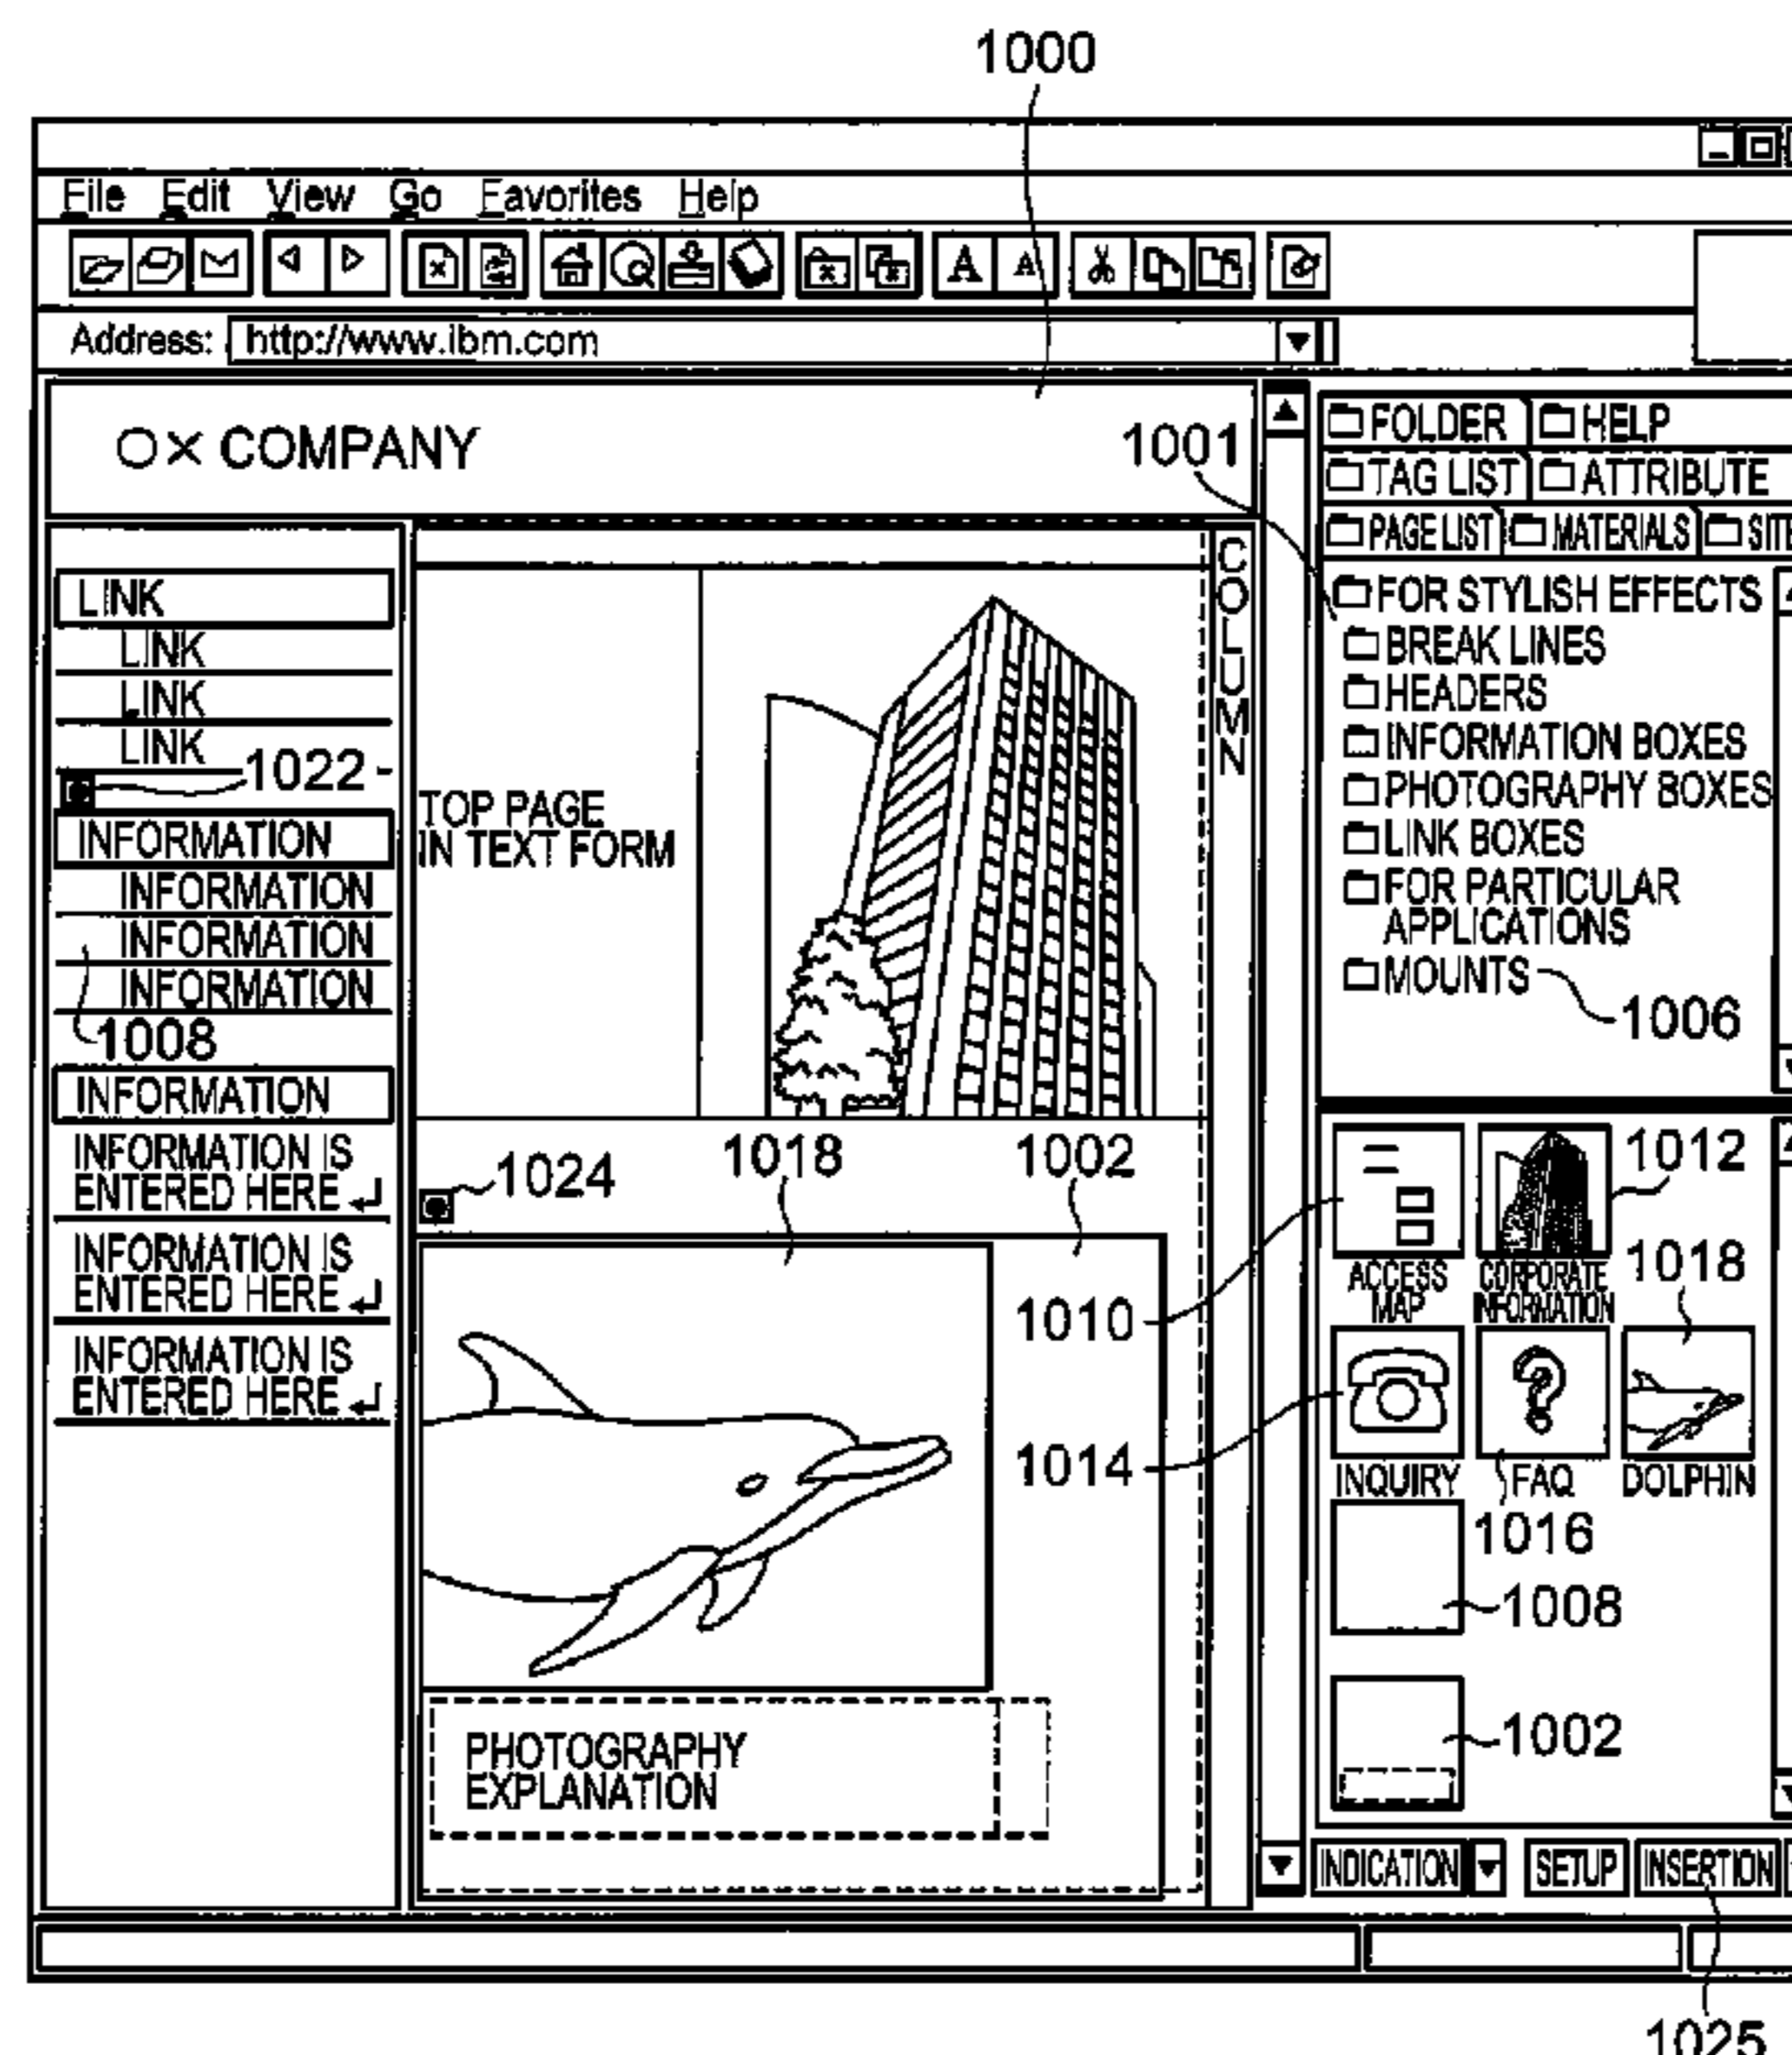 1000
File Edit View Go Favorites Help
Address: http://www.ibm.com
○× COMPANY
1001
COLUMN
LINK
LINK
LINK
LINK
1022
INFORMATION
INFORMATION
INFORMATION
INFORMATION
1008
INFORMATION
INFORMATION IS
ENTERED HERE ↵
INFORMATION IS
ENTERED HERE ↵
INFORMATION IS
ENTERED HERE ↵
TOP PAGE
IN TEXT FORM
1024
1018
1002
1010
1014
PHOTOGRAPHY
EXPLANATION
FOLDER HELP
TAG LIST ATTRIBUTE
PAGE LIST MATERIALS SITE
FOR STYLISH EFFECTS
BREAK LINES
HEADERS
INFORMATION BOXES
PHOTOGRAPHY BOXES
LINK BOXES
FOR PARTICULAR
APPLICATIONS
MOUNTS
1006
1012
ACCESS
MAP
CORPORATE
INFORMATION
1018
INQUIRY
FAQ
DOLPHIN
1016
1008
1002
INDICATION SETUP INSERTION
1025